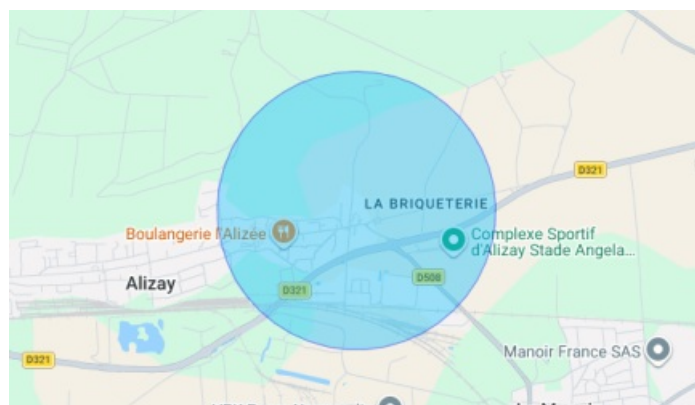 D321
LA BRIQUETERIE
Boulangerie l'Alizée
Complexe Sportif
d'Alizay Stade Angela...
Alizay
D508
D321
D321
Manoir France SAS